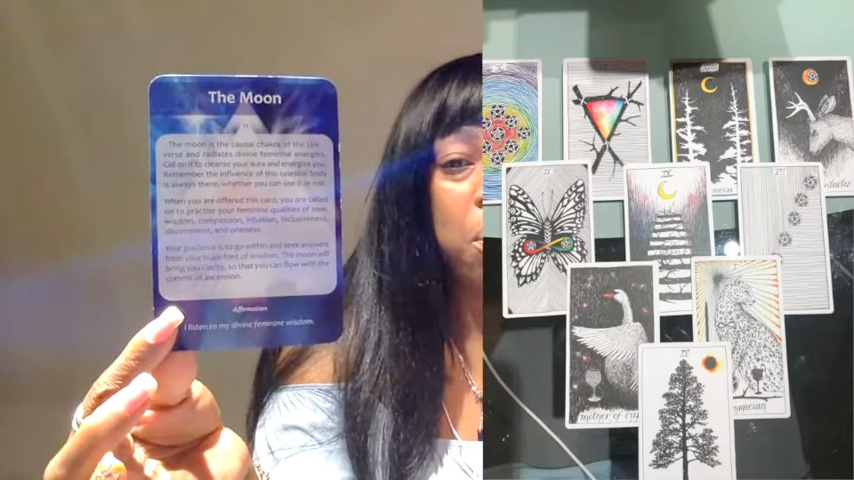 The Moon
"
The moon is the causal chakra of the Uni-
verse and radiates divine feminine energies.
Call on it to cleanse your aura and energize you.
Remember the influence of this celestial body
is always there, whether you can see it or not.
When you are offered this card, you are called
on to practise your feminine qualities of love,
wisdom, compassion, intuition, inclusiveness,
discernment, and oneness.
Your guidance is to go within and seek answers
from your huge font of wisdom. The moon will
bring you clarity, so that you can flow with the
current of ascension.
Affirmation
I listen to my divine feminine wisdom.
II
mother of cup
IV